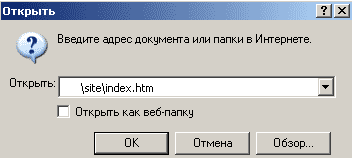 Открыть
Введите адрес документа или папки в Интернете.
Открыть: \site\index.htm
Открыть как веб-папку
OK Отмена Обзор...